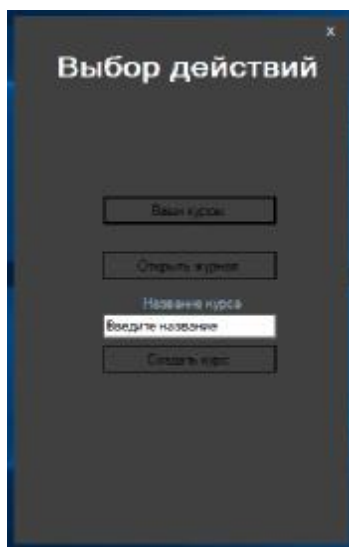 x
Выбор действий
Ваши курсы
Открыть журнал
Название курса
Введите название
Создать курс